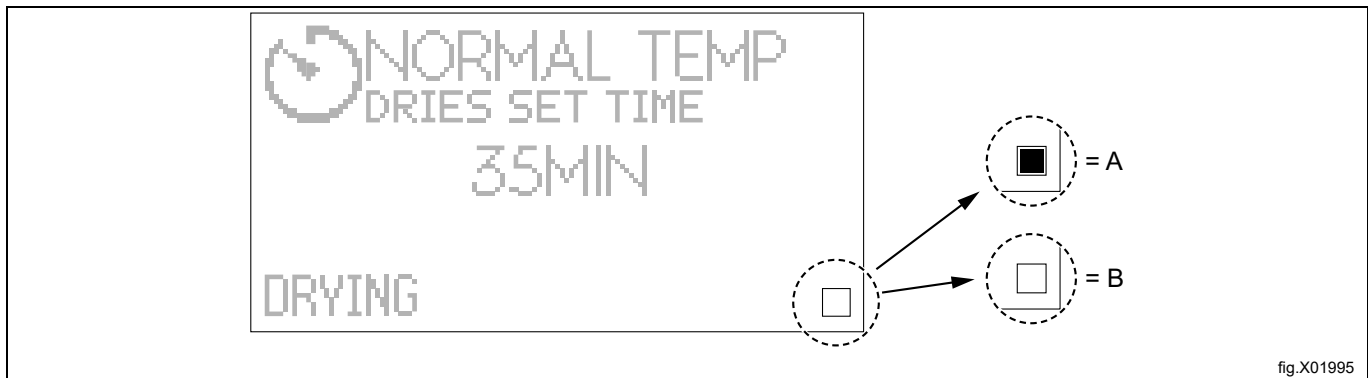 NORMAL TEMP
DRIES SET TIME
35MIN
DRYING
= A
= B
fig.X01995